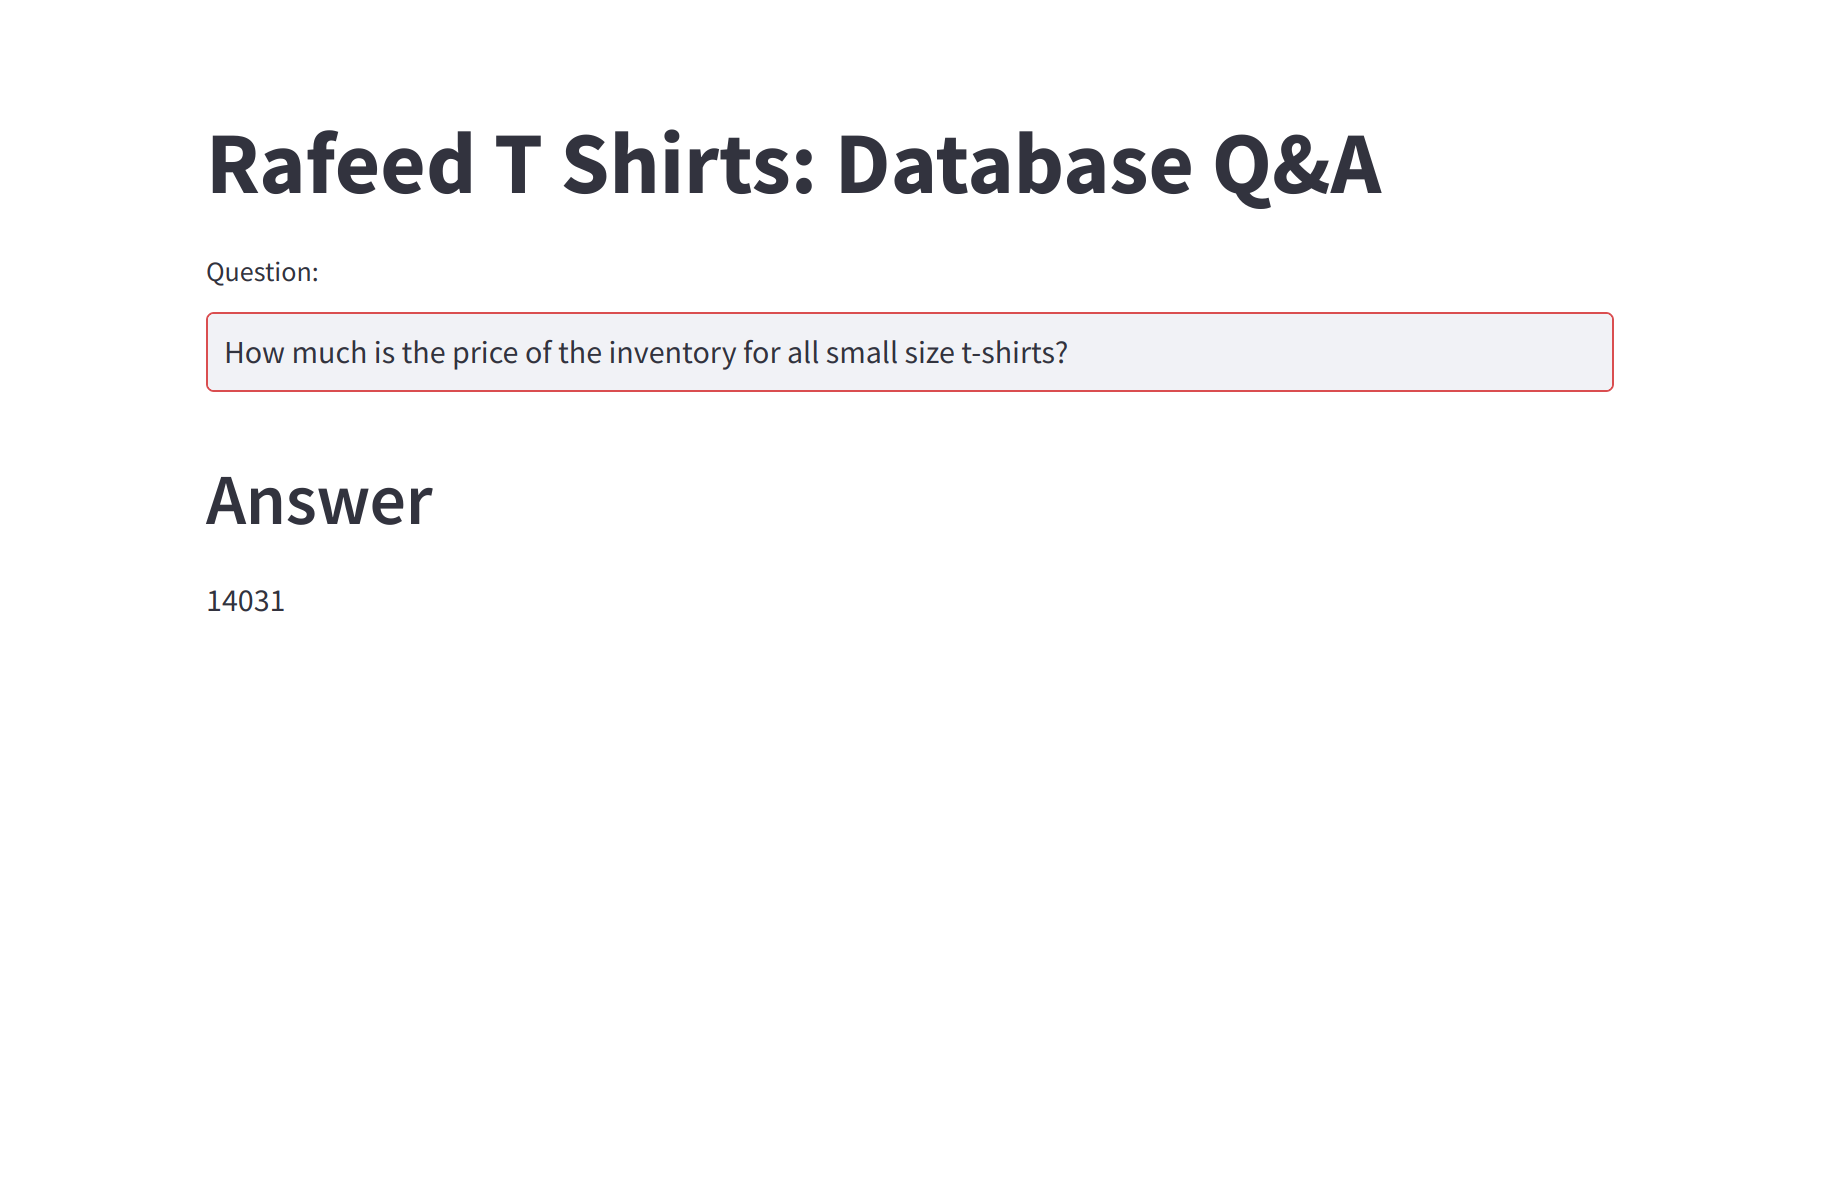 Rafeed T Shirts: Database Q&A
Question:
How much is the price of the inventory for all small size t-shirts?
Answer
14031